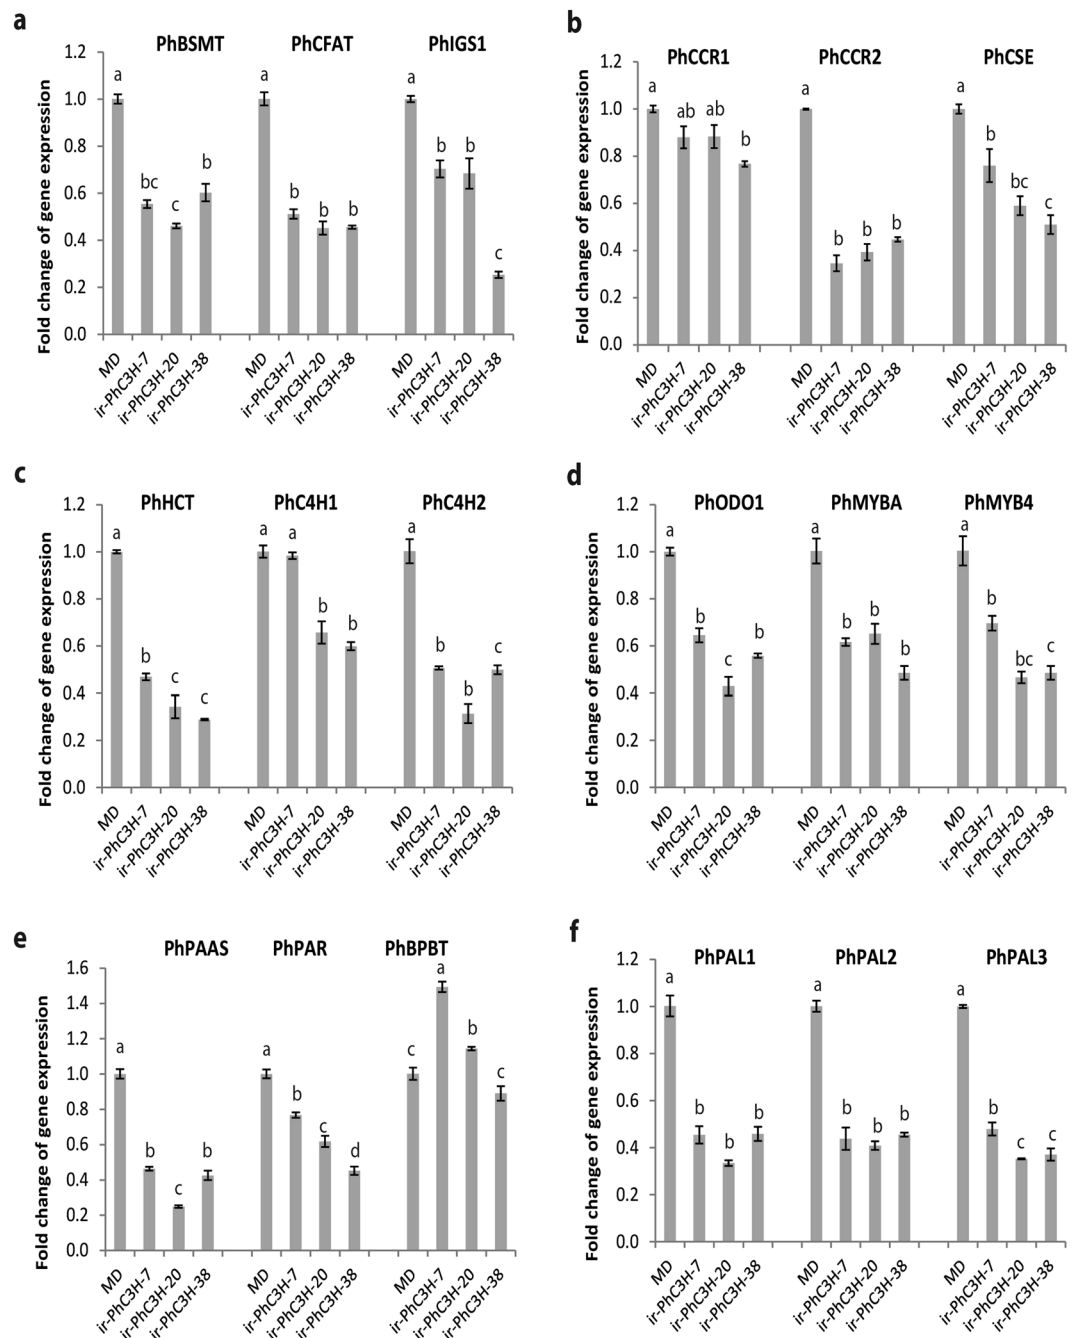 a
PhBSMT PhCFAT PhIGS1
Fold change of gene expression
1.2
1.0
0.8
0.6
0.4
0.2
0.0
a bc c b a b b b a b b c
MD ir-PhC3H-7 ir-PhC3H-20 ir-PhC3H-38 MD ir-PhC3H-7 ir-PhC3H-20 ir-PhC3H-38 MD ir-PhC3H-7 ir-PhC3H-20 ir-PhC3H-38
b
PhCCR1 PhCCR2 PhCSE
Fold change of gene expression
1.2
1.0
0.8
0.6
0.4
0.2
0.0
a ab ab b a b b b a b bc c
MD ir-PhC3H-7 ir-PhC3H-20 ir-PhC3H-38 MD ir-PhC3H-7 ir-PhC3H-20 ir-PhC3H-38 MD ir-PhC3H-7 ir-PhC3H-20 ir-PhC3H-38
c
PhHCT PhC4H1 PhC4H2
Fold change of gene expression
1.2
1.0
0.8
0.6
0.4
0.2
0.0
a b c c a a b b a b b c
MD ir-PhC3H-7 ir-PhC3H-20 ir-PhC3H-38 MD ir-PhC3H-7 ir-PhC3H-20 ir-PhC3H-38 MD ir-PhC3H-7 ir-PhC3H-20 ir-PhC3H-38
d
PhODO1 PhMYBA PhMYB4
Fold change of gene expression
1.2
1.0
0.8
0.6
0.4
0.2
0.0
a b c b a b b b a b bc c
MD ir-PhC3H-7 ir-PhC3H-20 ir-PhC3H-38 MD ir-PhC3H-7 ir-PhC3H-20 ir-PhC3H-38 MD ir-PhC3H-7 ir-PhC3H-20 ir-PhC3H-38
e
PhPAAS PhPAR PhBPBT
Fold change of gene expression
1.6
1.4
1.2
1.0
0.8
0.6
0.4
0.2
0.0
a b c b a b c d c a b c
MD ir-PhC3H-7 ir-PhC3H-20 ir-PhC3H-38 MD ir-PhC3H-7 ir-PhC3H-20 ir-PhC3H-38 MD ir-PhC3H-7 ir-PhC3H-20 ir-PhC3H-38
f
PhPAL1 PhPAL2 PhPAL3
Fold change of gene expression
1.2
1.0
0.8
0.6
0.4
0.2
0.0
a b b b a b b b a b c c
MD ir-PhC3H-7 ir-PhC3H-20 ir-PhC3H-38 MD ir-PhC3H-7 ir-PhC3H-20 ir-PhC3H-38 MD ir-PhC3H-7 ir-PhC3H-20 ir-PhC3H-38